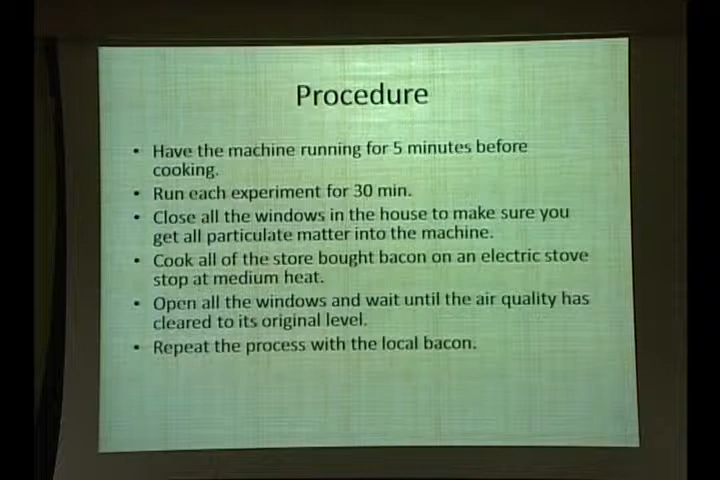 Procedure
• Have the machine running for 5 minutes before
cooking.
• Run each experiment for 30 min.
• Close all the windows in the house to make sure you
get all particulate matter into the machine.
• Cook all of the store bought bacon on an electric stove
stop at medium heat.
• Open all the windows and wait until the air quality has
cleared to its original level.
• Repeat the process with the local bacon.